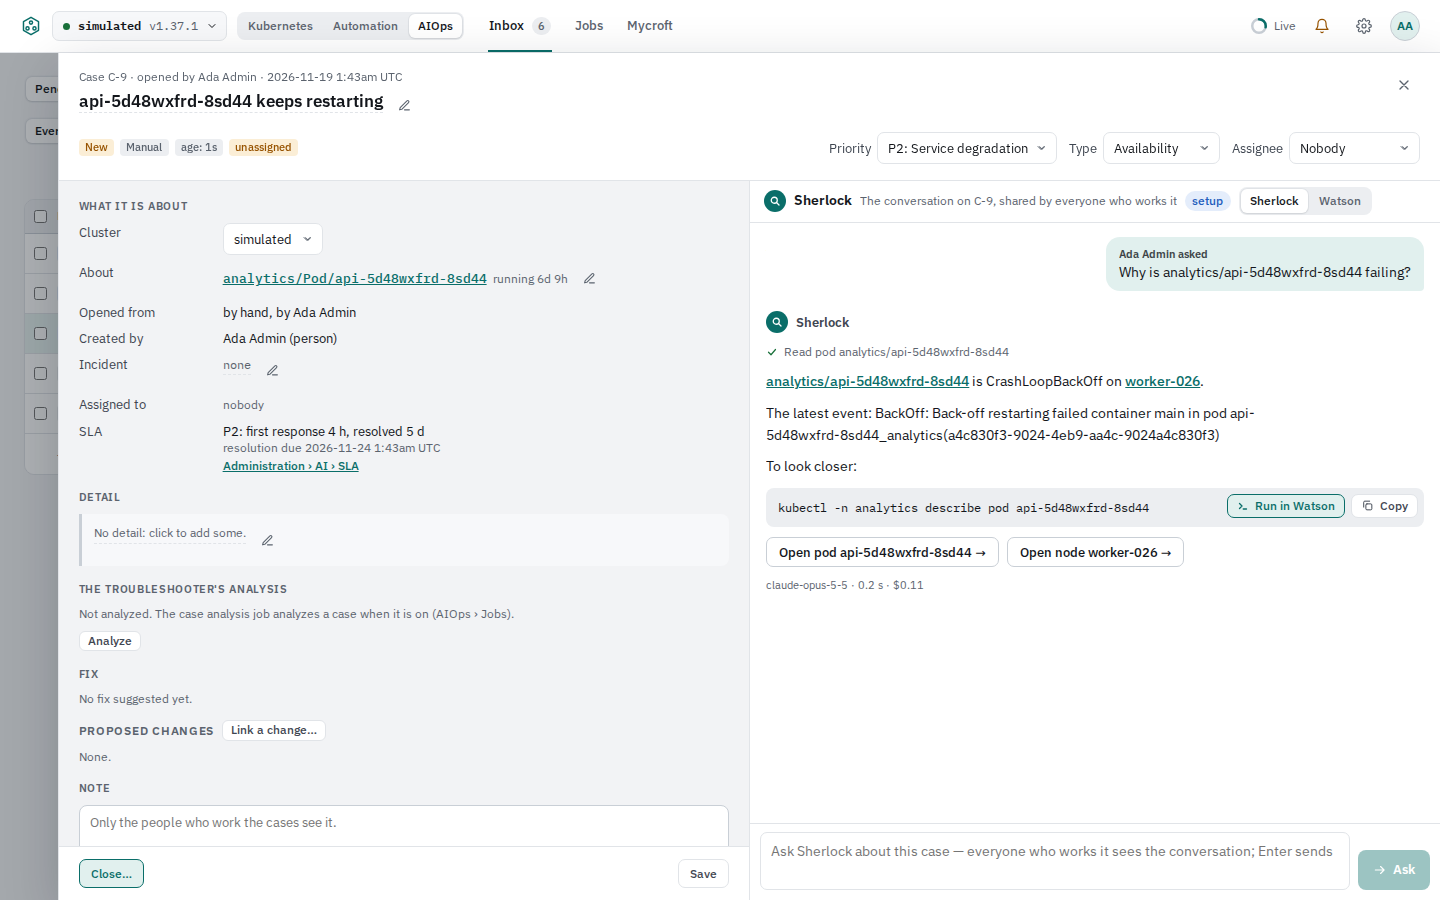 simulated v1.37.1
Kubernetes Automation AIOps
Inbox 6 Jobs Mycroft
Live
AA
Case C-9 · opened by Ada Admin · 2026-11-19 1:43am UTC
api-5d48wxfrd-8sd44 keeps restarting
New Manual age: 1s unassigned
Priority P2: Service degradation Type Availability Assignee Nobody
WHAT IT IS ABOUT
Cluster simulated
About analytics/Pod/api-5d48wxfrd-8sd44 running 6d 9h
Opened from by hand, by Ada Admin
Created by Ada Admin (person)
Incident none
Assigned to nobody
SLA P2: first response 4 h, resolved 5 d
resolution due 2026-11-24 1:43am UTC
Administration › AI › SLA
DETAIL
No detail: click to add some.
THE TROUBLESHOOTER'S ANALYSIS
Not analyzed. The case analysis job analyzes a case when it is on (AIOps › Jobs).
Analyze
FIX
No fix suggested yet.
PROPOSED CHANGES Link a change...
None.
NOTE
Only the people who work the cases see it.
Close... Save
Sherlock The conversation on C-9, shared by everyone who works it setup Sherlock Watson
Ada Admin asked
Why is analytics/api-5d48wxfrd-8sd44 failing?
Sherlock
Read pod analytics/api-5d48wxfrd-8sd44
analytics/api-5d48wxfrd-8sd44 is CrashLoopBackOff on worker-026.
The latest event: BackOff: Back-off restarting failed container main in pod api-
5d48wxfrd-8sd44_analytics(a4c830f3-9024-4eb9-aa4c-9024a4c830f3)
To look closer:
kubectl -n analytics describe pod api-5d48wxfrd-8sd44 Run in Watson Copy
Open pod api-5d48wxfrd-8sd44 → Open node worker-026 →
claude-opus-5-5 · 0.2 s · $0.11
Ask Sherlock about this case — everyone who works it sees the conversation; Enter sends
→ Ask